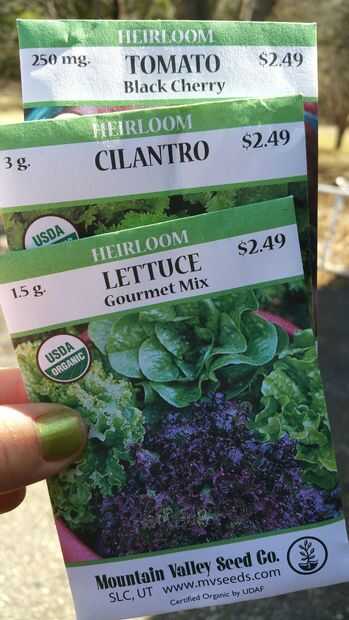 HEIRLOOM
250 mg. TOMATO $2.49
Black Cherry
HEIRLOOM
3 g. CILANTRO $2.49
USDA
HEIRLOOM
1.5 g. LETTUCE $2.49
Gourmet Mix
USDA
ORGANIC
Mountain Valley Seed Co.
SLC, UT www.mvseeds.com
Certified Organic by UDAF